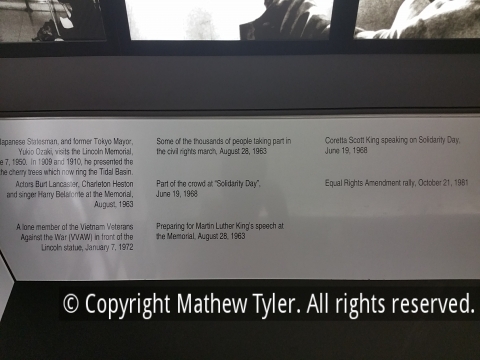 Japanese Statesman, and former Tokyo Mayor,
Yukio Ozaki, visits the Lincoln Memorial,
e 7, 1950. In 1909 and 1910, he presented the
the cherry trees which now ring the Tidal Basin.
Actors Burt Lancaster, Charleton Heston
and singer Harry Belafonte at the Memorial,
August, 1963
A lone member of the Vietnam Veterans
Against the War (VVAW) in front of the
Lincoln statue, January 7, 1972
Some of the thousands of people taking part in
the civil rights march, August 28, 1963
Part of the crowd at "Solidarity Day",
June 19, 1968
Preparing for Martin Luther King's speech at
the Memorial, August 28, 1963
Coretta Scott King speaking on Solidarity Day,
June 19, 1968
Equal Rights Amendment rally, October 21, 1981
© Copyright Mathew Tyler. All rights reserved.